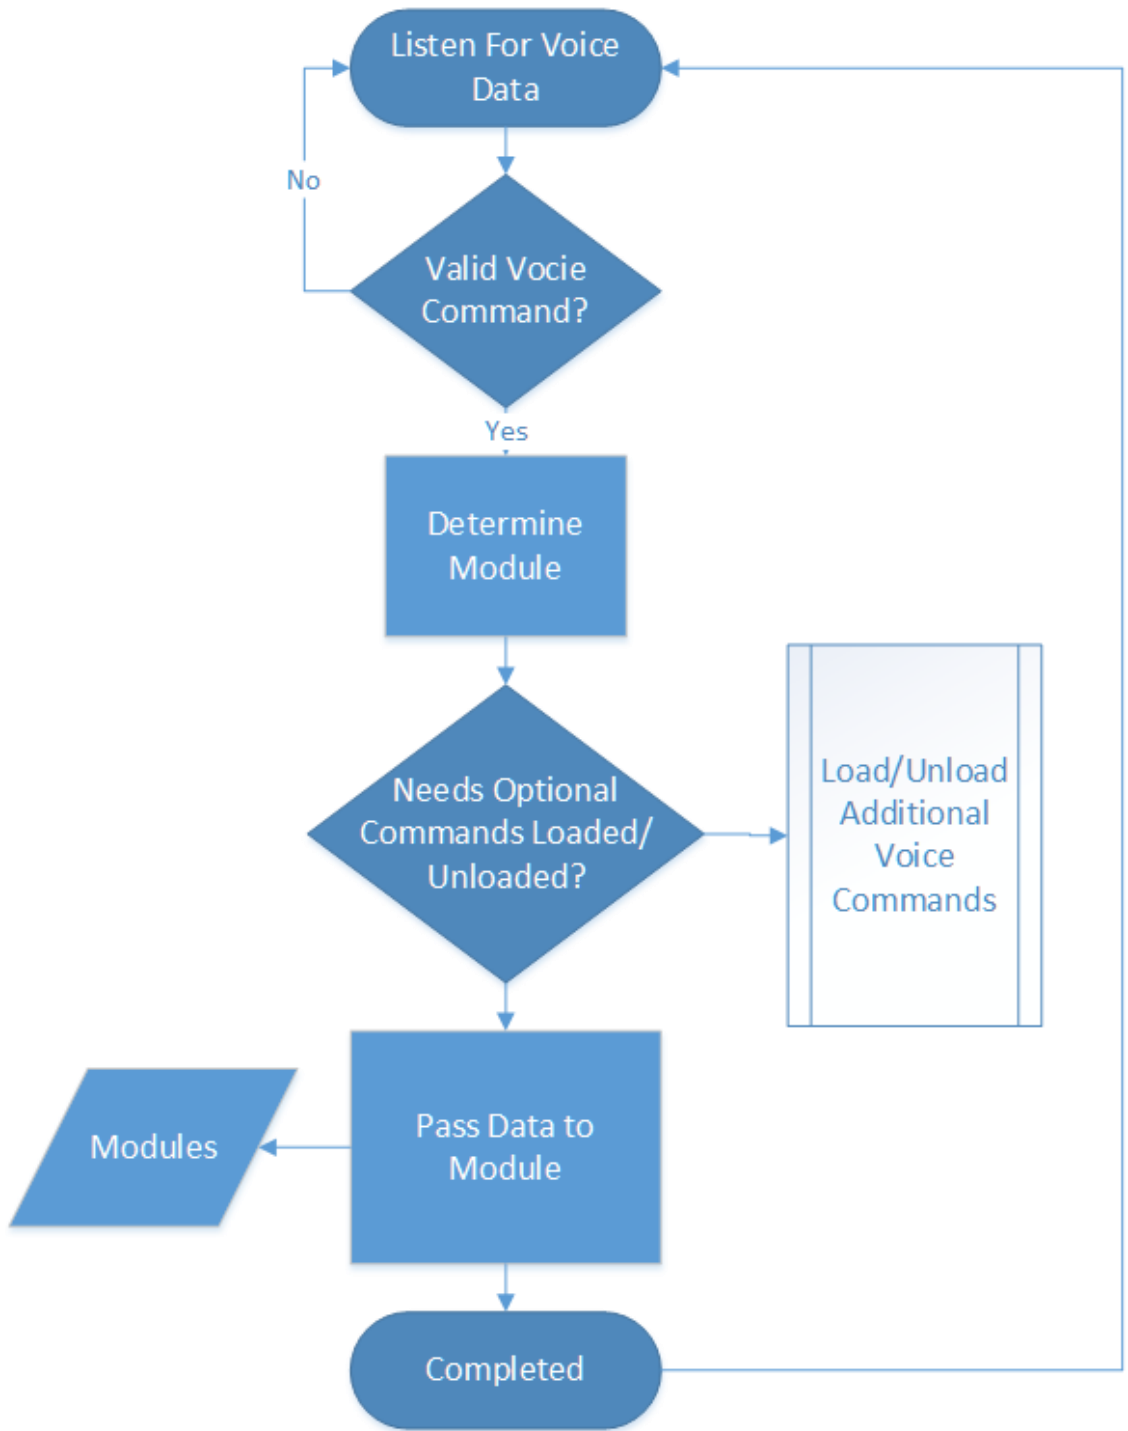 Listen For Voice
Data
No
Valid Vocie
Command?
Yes
Determine
Module
Needs Optional
Commands Loaded/
Unloaded?
Load/Unload
Additional
Voice
Commands
Modules
Pass Data to
Module
Completed